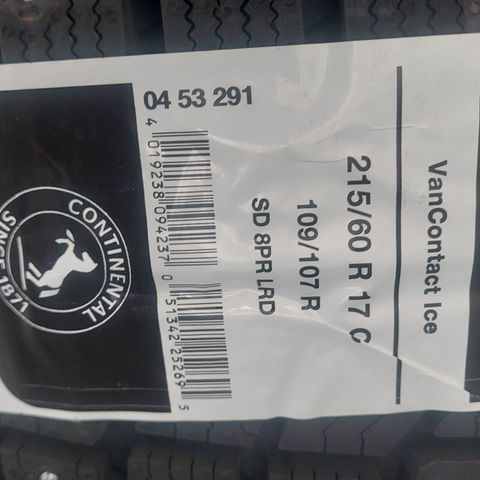 VanContact Ice
215/60 R 17 C
109/107 R
SD 8PR LRD
04 53 291
4 019238 094237
0 51342 25269 5
CONTINENTAL
SINCE 1871